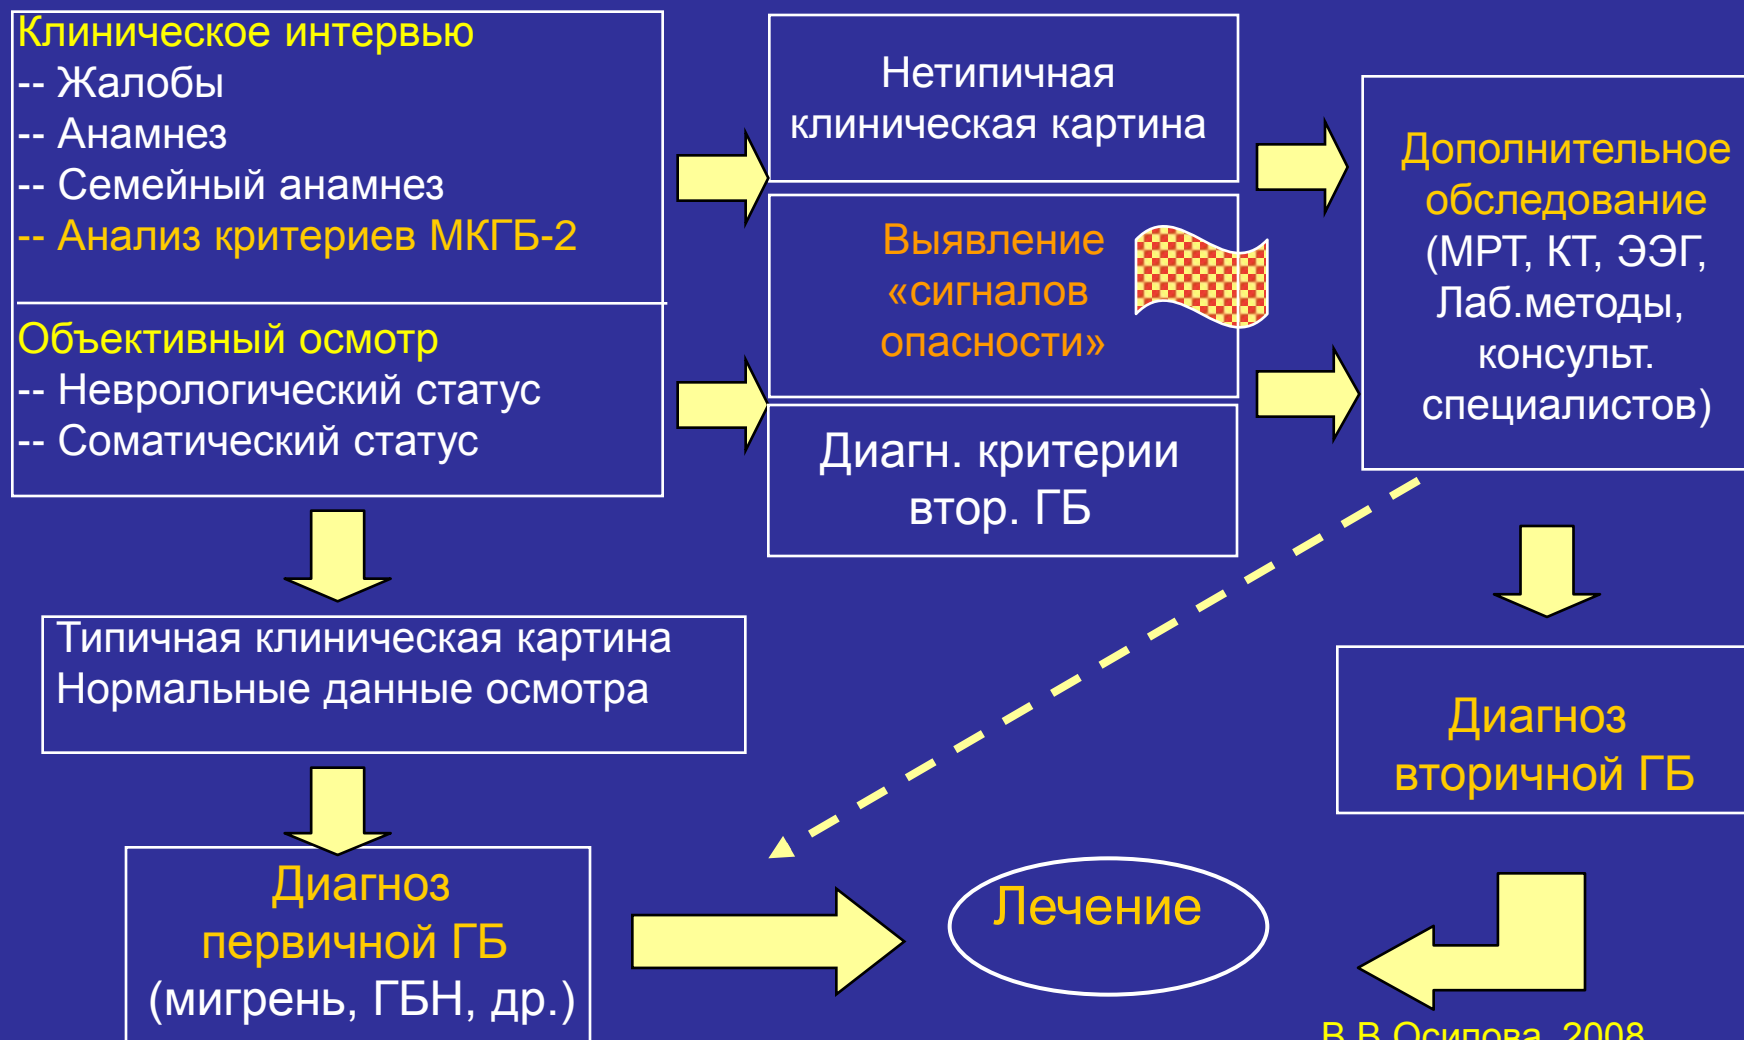 Клиническое интервью
-- Жалобы
-- Анамнез
-- Семейный анамнез
-- Анализ критериев МКГБ-2
Объективный осмотр
-- Неврологический статус
-- Соматический статус
Нетипичная
клиническая картина
Выявление
«сигналов
опасности»
Диагн. критерии
втор. ГБ
Дополнительное
обследование
(МРТ, КТ, ЭЭГ,
Лаб.методы,
консульт.
специалистов)
Типичная клиническая картина
Нормальные данные осмотра
Диагноз
вторичной ГБ
Диагноз
первичной ГБ
(мигрень, ГБН, др.)
Лечение
В.В.Осипова, 2008